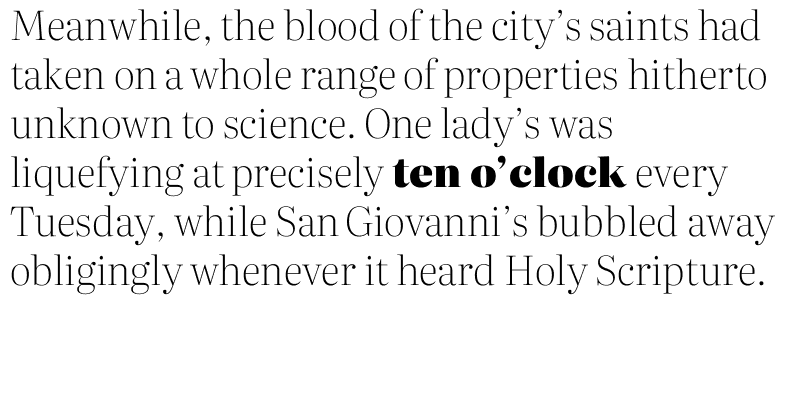 Meanwhile, the blood of the city’s saints had
taken on a whole range of properties hitherto
unknown to science. One lady’s was
liquefying at precisely ten o’clock every
Tuesday, while San Giovanni’s bubbled away
obligingly whenever it heard Holy Scripture.